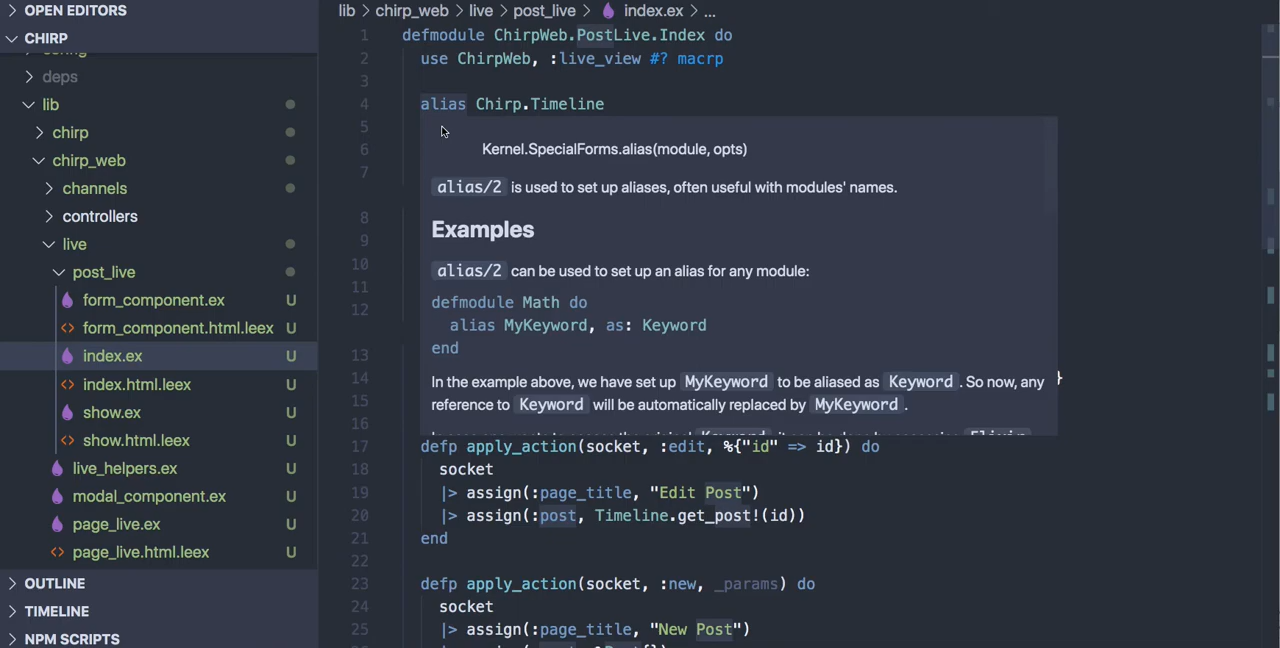 OPEN EDITORS
CHIRP
deps
lib
chirp
chirp_web
channels
controllers
live
post_live
form_component.ex U
form_component.html.leex U
index.ex U
index.html.leex U
show.ex U
show.html.leex U
live_helpers.ex U
modal_component.ex U
page_live.ex U
page_live.html.leex U
OUTLINE
TIMELINE
NPM SCRIPTS
lib > chirp_web > live > post_live > index.ex > ...
1 defmodule ChirpWeb.PostLive.Index do
2 use ChirpWeb, :live_view #? macrp
3
4 alias Chirp.Timeline
5
6
7
8
9
10
11
12
13
14 }
15
16
Kernel.SpecialForms.alias(module, opts)
alias/2 is used to set up aliases, often useful with modules' names.
Examples
alias/2 can be used to set up an alias for any module:
defmodule Math do
alias MyKeyword, as: Keyword
end
In the example above, we have set up MyKeyword to be aliased as Keyword. So now, any
reference to Keyword will be automatically replaced by MyKeyword.
17 defp apply_action(socket, :edit, %{"id" => id}) do
18 socket
19 |> assign(:page_title, "Edit Post")
20 |> assign(:post, Timeline.get_post!(id))
21 end
22
23 defp apply_action(socket, :new, _params) do
24 socket
25 |> assign(:page_title, "New Post")